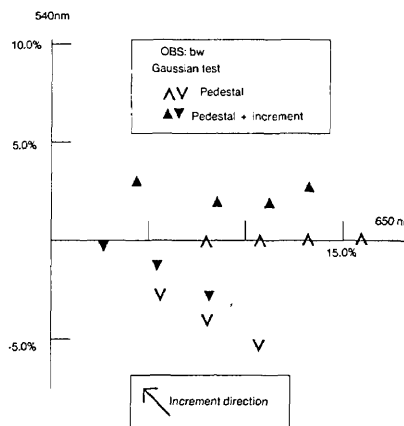 540nm
10.0%
OBS: bw
Gaussian test
Pedestal
Pedestal + increment
5.0%
650 n
15.0%
-5.0%
Increment direction